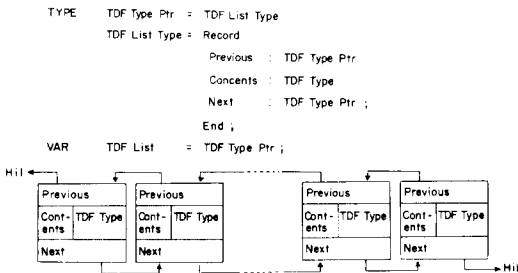 TYPE TDF Type Ptr = TDF List Type
TDF List Type = Record
Previous : TDF Type Ptr
Concents : TDF Type
Next : TDF Type Ptr ;
End ;
VAR TDF List = TDF Type Ptr ;
Hil
Previous Previous Previous Previous
Cont- TDF Type Cont- TDF Type Cont- TDF Type Cont- TDF Type
ents ents ents ents
Next Next Next Next
Hil